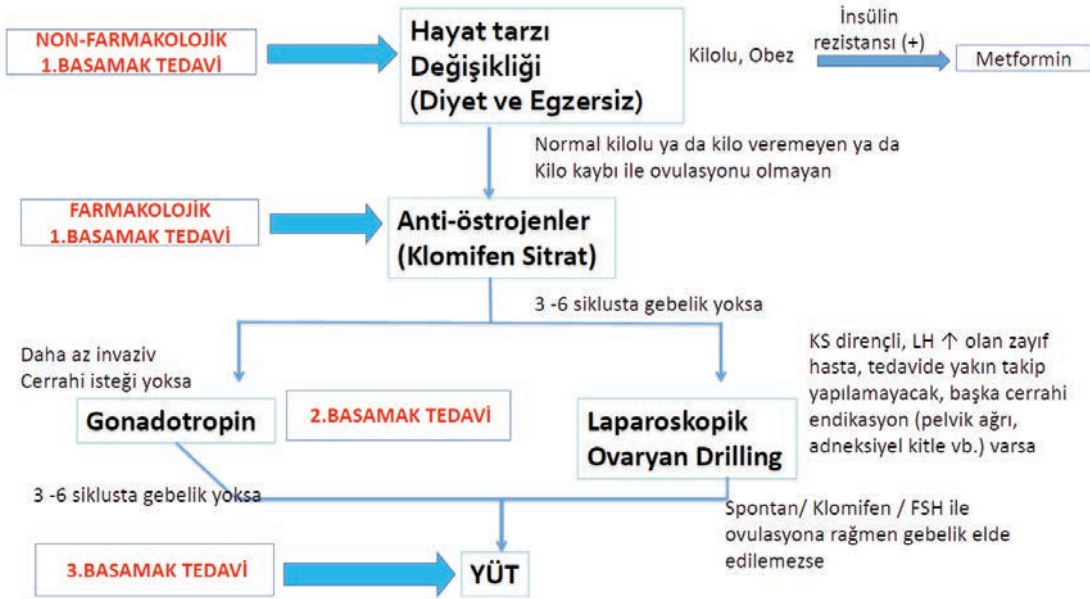 NON-FARMAKOLOJİK
1.BASAMAK TEDAVİ
Hayat tarzı
Değişikliği
(Diyet ve Egzersiz)
Kilolu, Obez
İnsülin
rezistansı (+)
Metformin
Normal kilolu ya da kilo veremeyen ya da
Kilo kaybı ile ovulasyonu olmayan
FARMAKOLOJİK
1.BASAMAK TEDAVİ
Anti-östrojenler
(Klomifen Sitrat)
3 -6 siklusta gebelik yoksa
Daha az invaziv
Cerrahi isteği yoksa
Gonadotropin
2.BASAMAK TEDAVİ
Laparoskopik
Ovaryan Drilling
KS dirençli, LH ↑ olan zayıf
hasta, tedavide yakın takip
yapılamayacak, başka cerrahi
endikasyon (pelvik ağrı,
adneksiyel kitle vb.) varsa
3 -6 siklusta gebelik yoksa
Spontan/ Klomifen / FSH ile
ovulasyona rağmen gebelik elde
edilemezse
3.BASAMAK TEDAVİ
YÜT